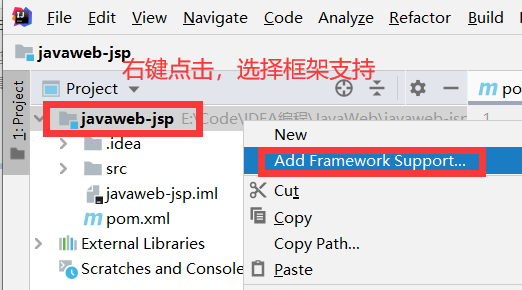 File Edit View Navigate Code Analyze Refactor Build
javaweb-jsp
右键点击，选择框架支持
1: Project
Project
javaweb-jsp E:\Code\IDEA编程\JavaWeb\javaweb-jsp
.idea
src
javaweb-jsp.iml
pom.xml
External Libraries
Scratches and Console
New
Add Framework Support...
Cut
Copy
Copy Path...
Paste
po
1